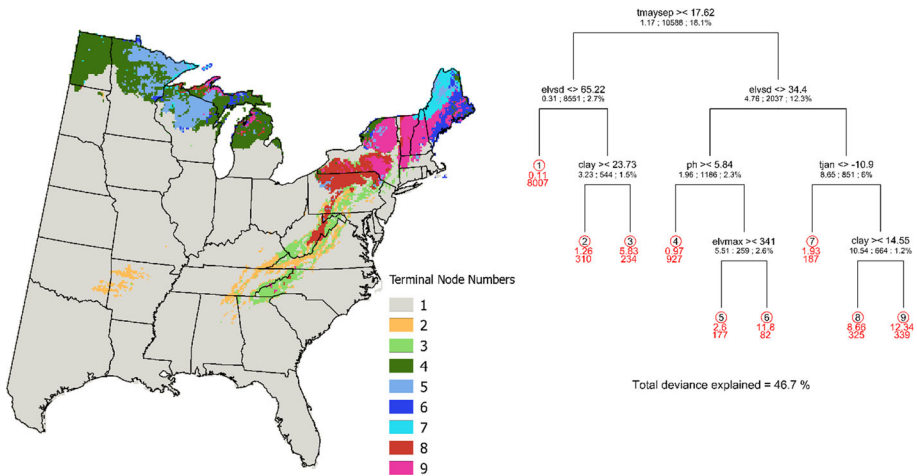 tmaysep >< 17.62
1.17 ; 10588 ; 18.1%
elvsd <> 65.22
0.31 ; 8551 ; 2.7%
elvsd <> 34.4
4.76 ; 2037 ; 12.3%
1
0.11
8007
clay >< 23.73
3.23 ; 544 ; 1.5%
ph >< 5.84
1.96 ; 1186 ; 2.3%
tjan <> -10.9
8.65 ; 851 ; 6%
2
1.26
310
3
5.83
234
4
0.97
927
elvmax >< 341
5.51 ; 259 ; 2.6%
7
1.93
187
clay >< 14.55
10.54 ; 664 ; 1.2%
5
2.6
177
6
11.8
82
8
8.66
325
9
12.34
339
Total deviance explained = 46.7 %
Terminal Node Numbers
1
2
3
4
5
6
7
8
9